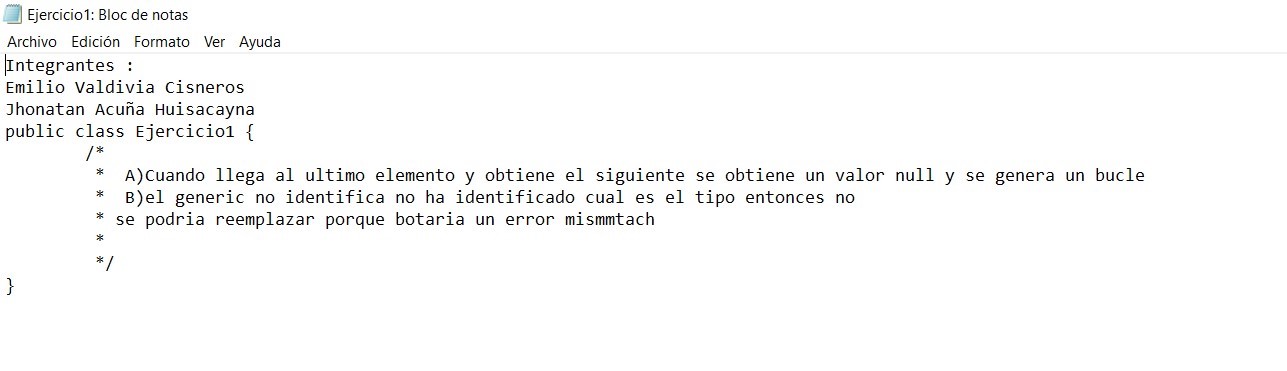 Ejercicio1: Bloc de notas
Archivo Edición Formato Ver Ayuda
Integrantes :
Emilio Valdivia Cisneros
Jhonatan Acuña Huisacayna
public class Ejercicio1 {
/*
* A)Cuando llega al ultimo elemento y obtiene el siguiente se obtiene un valor null y se genera un bucle
* B)el generic no identifica no ha identificado cual es el tipo entonces no
* se podria reemplazar porque botaria un error mismmtach
*
*/
}